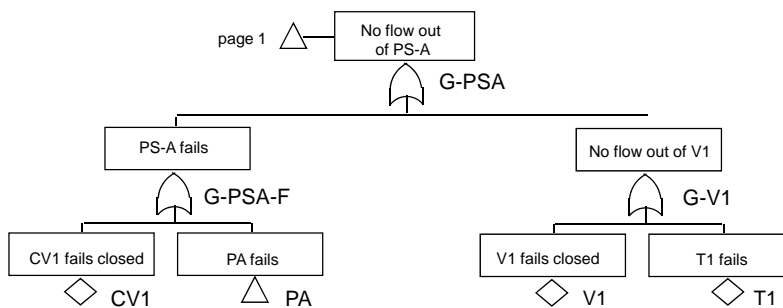 page 1
No flow out
of PS-A
G-PSA
PS-A fails
No flow out of V1
G-PSA-F
G-V1
CV1 fails closed
PA fails
V1 fails closed
T1 fails
CV1
PA
V1
T1